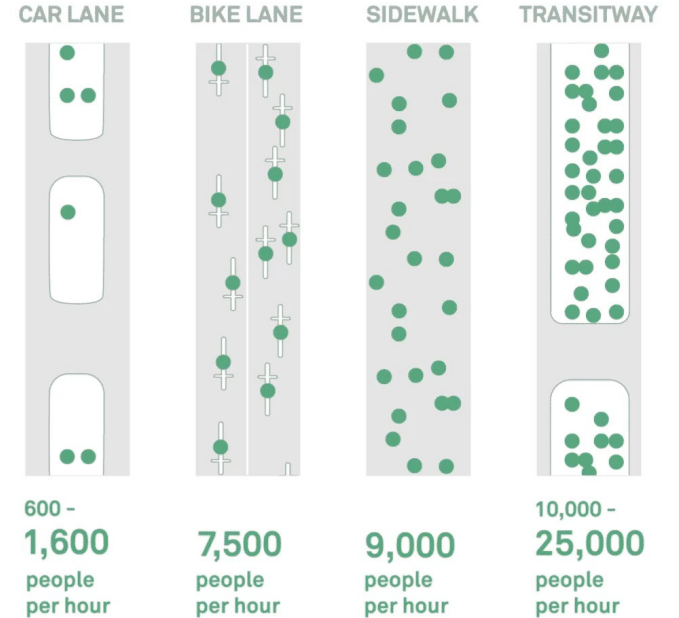 CAR LANE
BIKE LANE
SIDEWALK
TRANSITWAY
600 –
1,600
people
per hour
7,500
people
per hour
9,000
people
per hour
10,000 –
25,000
people
per hour